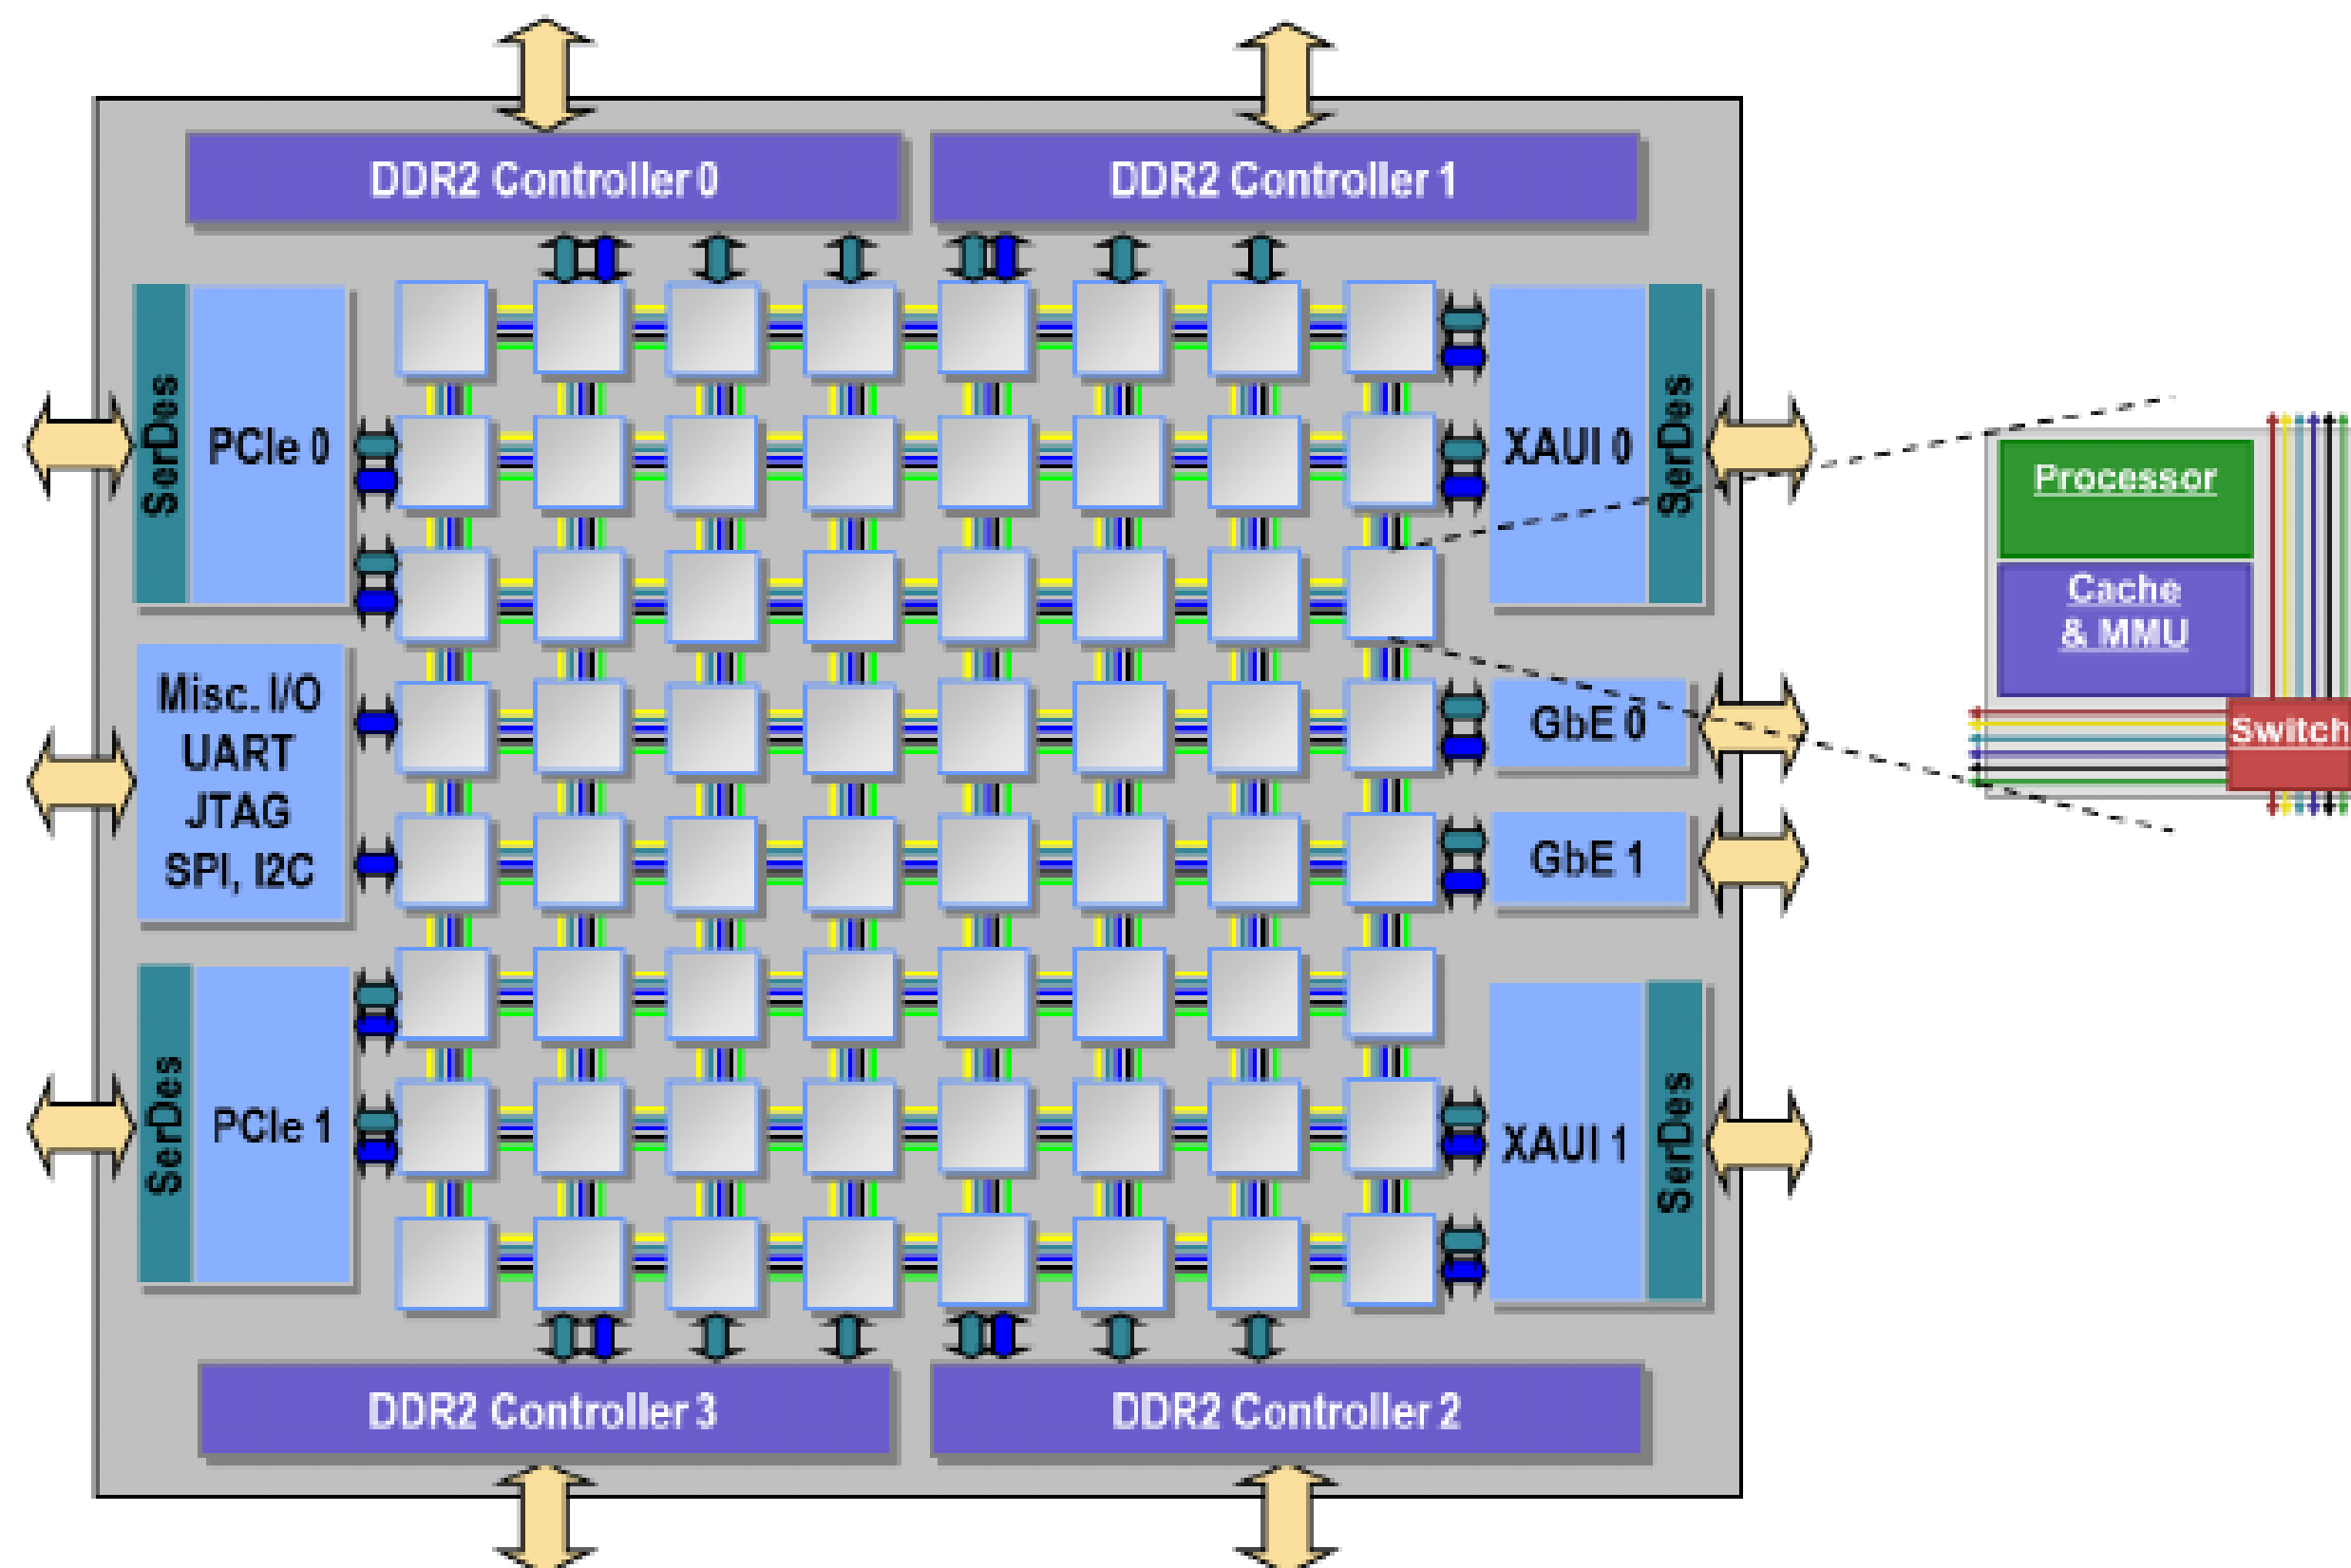 DDR2 Controller 0
DDR2 Controller 1
SerDes
PCIe 0
XAUI 0
SerDes
Processor
Cache
& MMU
Switch
Misc. I/O
UART
JTAG
SPI, I2C
GbE 0
GbE 1
SerDes
PCIe 1
XAUI 1
SerDes
DDR2 Controller 3
DDR2 Controller 2